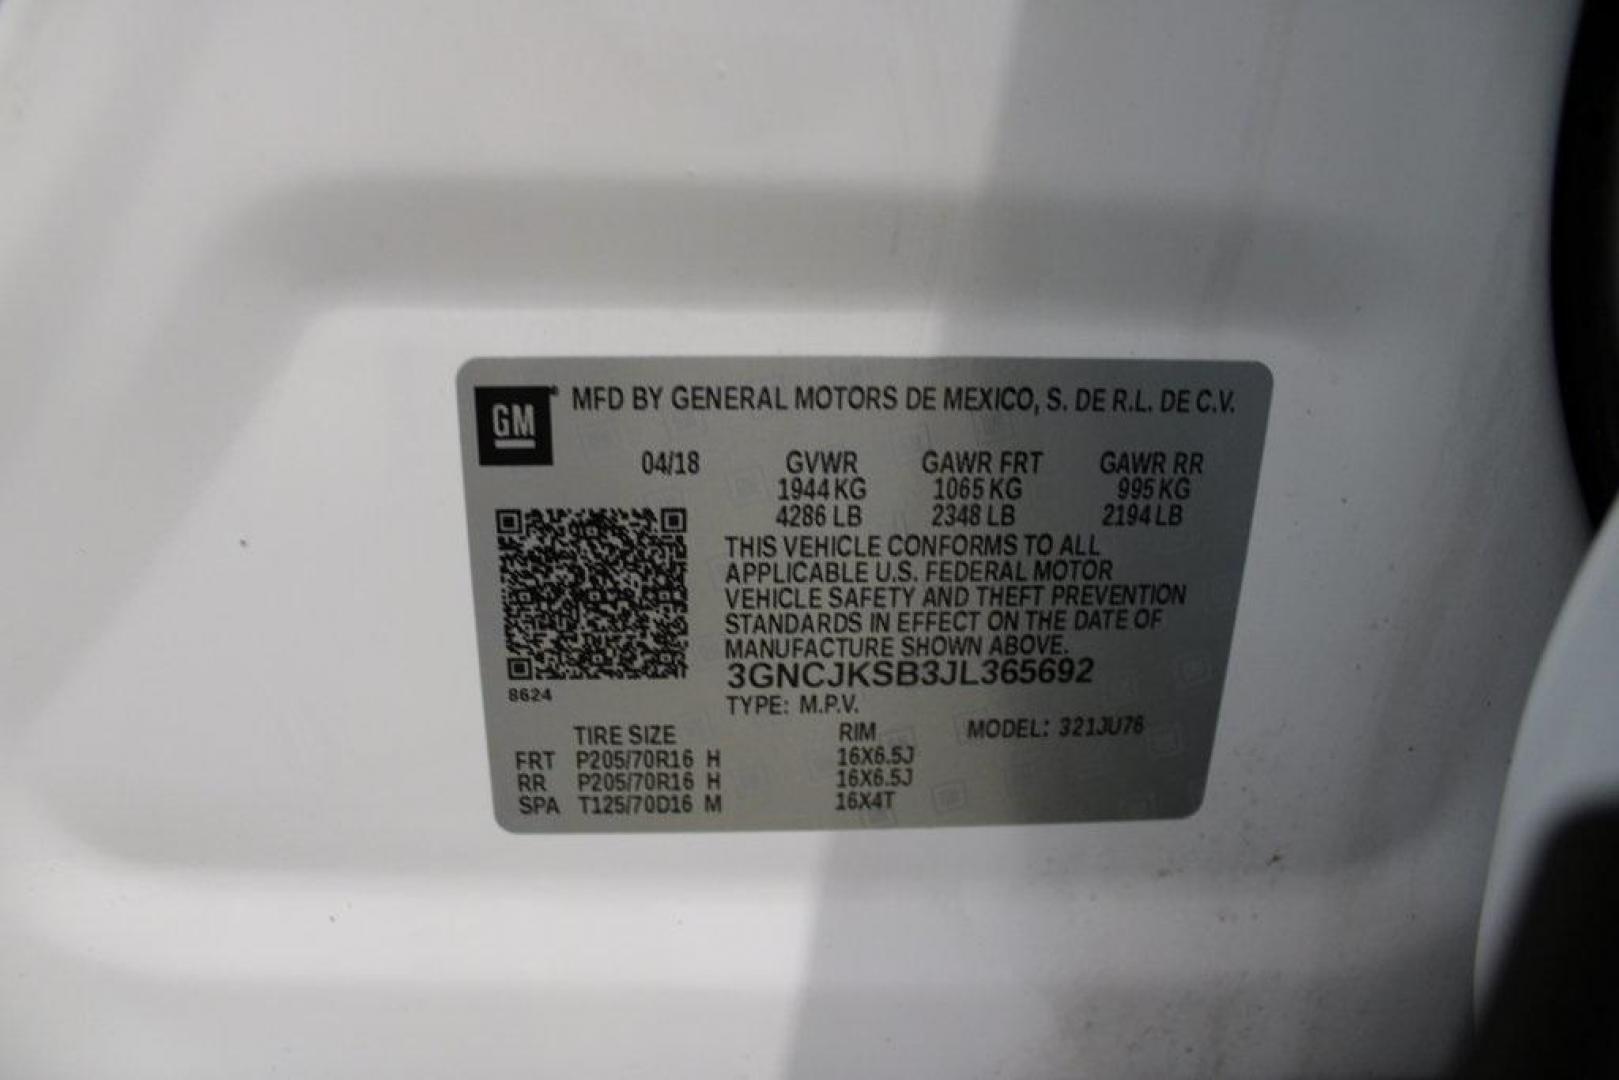 GM® MFD BY GENERAL MOTORS DE MEXICO, S. DE R.L. DE C.V.
04/18 GVWR GAWR FRT GAWR RR
1944 KG 1065 KG 995 KG
4286 LB 2348 LB 2194 LB
THIS VEHICLE CONFORMS TO ALL
APPLICABLE U.S. FEDERAL MOTOR
VEHICLE SAFETY AND THEFT PREVENTION
STANDARDS IN EFFECT ON THE DATE OF
MANUFACTURE SHOWN ABOVE.
3GNCJKSB3JL365692
8624
TYPE: M.P.V.
TIRE SIZE RIM MODEL: 321JU76
FRT P205/70R16 H 16X6.5J
RR P205/70R16 H 16X6.5J
SPA T125/70D16 M 16X4T